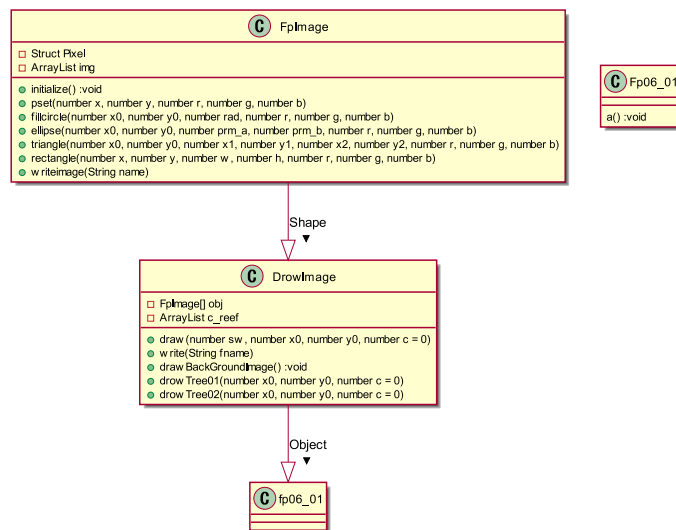 C FpImage
Struct Pixel
ArrayList img
initialize() :void
pset(number x, number y, number r, number g, number b)
fillcircle(number x0, number y0, number rad, number r, number g, number b)
ellipse(number x0, number y0, number prm_a, number prm_b, number r, number g, number b)
triangle(number x0, number y0, number x1, number y1, number x2, number y2, number r, number g, number b)
rectangle(number x, number y, number w, number h, number r, number g, number b)
writeimage(String name)
C Fp06_01
a() :void
Shape
C DrowImage
FpImage[] obj
ArrayList c_reef
draw(number sw, number x0, number y0, number c = 0)
write(String fname)
drawBackGroundImage() :void
drowTree01(number x0, number y0, number c = 0)
drowTree02(number x0, number y0, number c = 0)
Object
C fp06_01